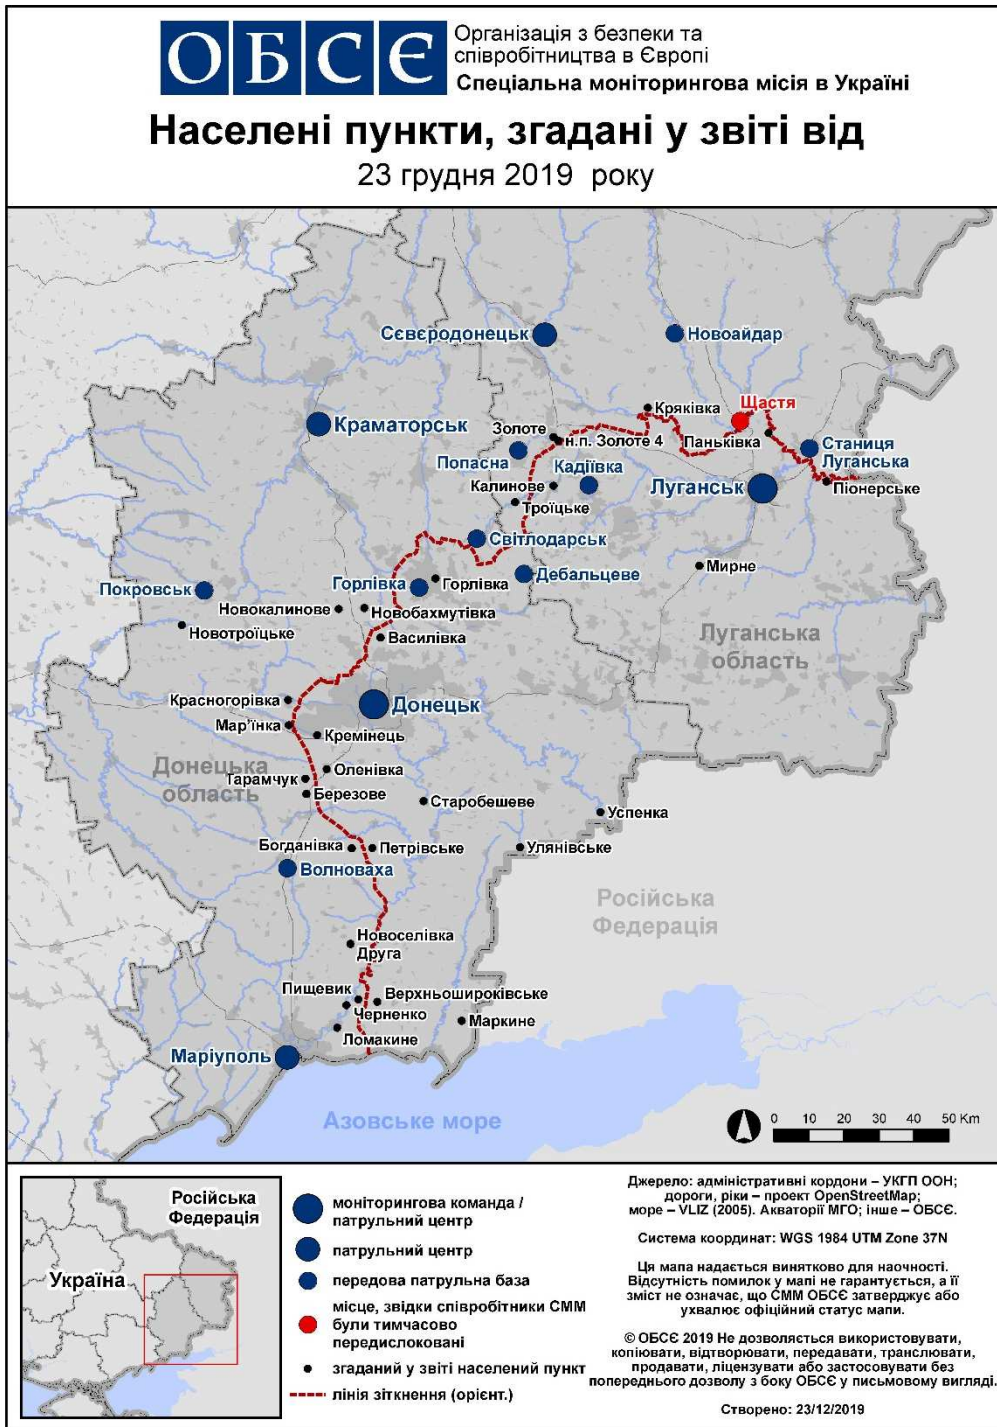 ОБСЄ
Організація з безпеки та
співробітництва в Європі
Спеціальна моніторингова місія в Україні
Населені пункти, згадані у звіті від
23 грудня 2019 року
Сєвєродонецьк
Новоайдар
Кряківка
Щастя
Краматорськ
Золоте
н.п. Золоте 4
Паньківка
Станиця
Луганська
Попасна
Кадіївка
Калинове
Луганськ
Піонерське
Троїцьке
Світлодарськ
Мирне
Дебальцеве
Горлівка
Горлівка
Покровськ
Новокалинове
Новобахмутівка
Новотроїцьке
Василівка
Луганська
область
Красногорівка
Донецьк
Мар'їнка
Кремінець
Донецька
область
Оленівка
Тарамчук
Березове
Старобешеве
Успенка
Богданівка
Петрівське
Улянівське
Волноваха
Російська
Федерація
Новоселівка
Друга
Пищевик
Верхньошироківське
Черненко
Маркине
Ломакине
Маріуполь
Азовське море
0 10 20 30 40 50 Km
Російська
Федерація
Україна
моніторингова команда /
патрульний центр
патрульний центр
передова патрульна база
місце, звідки співробітники СММ
були тимчасово
передислоковані
згаданий у звіті населений пункт
лінія зіткнення (орієнт.)
Джерело: адміністративні кордони – УКГП ООН;
дороги, ріки – проект OpenStreetMap;
море – VLIZ (2005). Акваторії МГО; інше – ОБСЄ.
Система координат: WGS 1984 UTM Zone 37N
Ця мапа надається винятково для наочності.
Відсутність помилок у мапі не гарантується, а її
зміст не означає, що СММ ОБСЄ затверджує або
ухвалює офіційний статус мапи.
© ОБСЄ 2019 Не дозволяється використовувати,
копіювати, відтворювати, передавати, транслювати,
продавати, ліцензувати або застосовувати без
попереднього дозволу з боку ОБСЄ у письмовому вигляді.
Створено: 23/12/2019